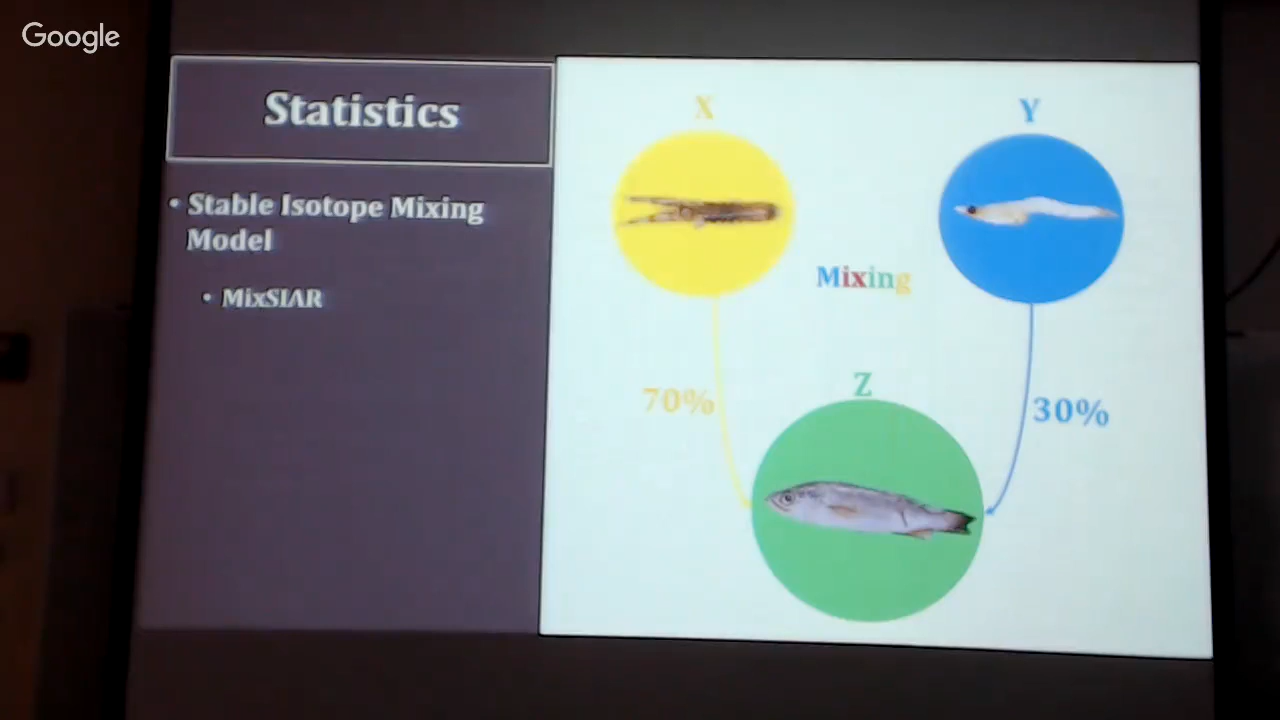 Google
Statistics
• Stable Isotope Mixing
Model
• MixSIAR
X
Y
Mixing
70%
Z
30%